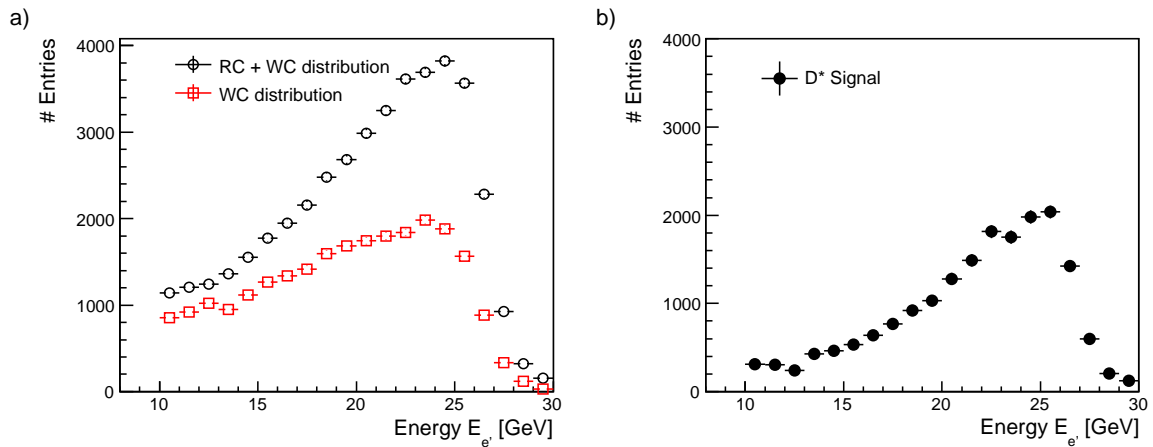 a)
# Entries
4000
3000
2000
1000
0
RC + WC distribution
WC distribution
10 15 20 25 30
Energy E_e' [GeV]
b)
# Entries
4000
3000
2000
1000
0
D* Signal
10 15 20 25 30
Energy E_e' [GeV]